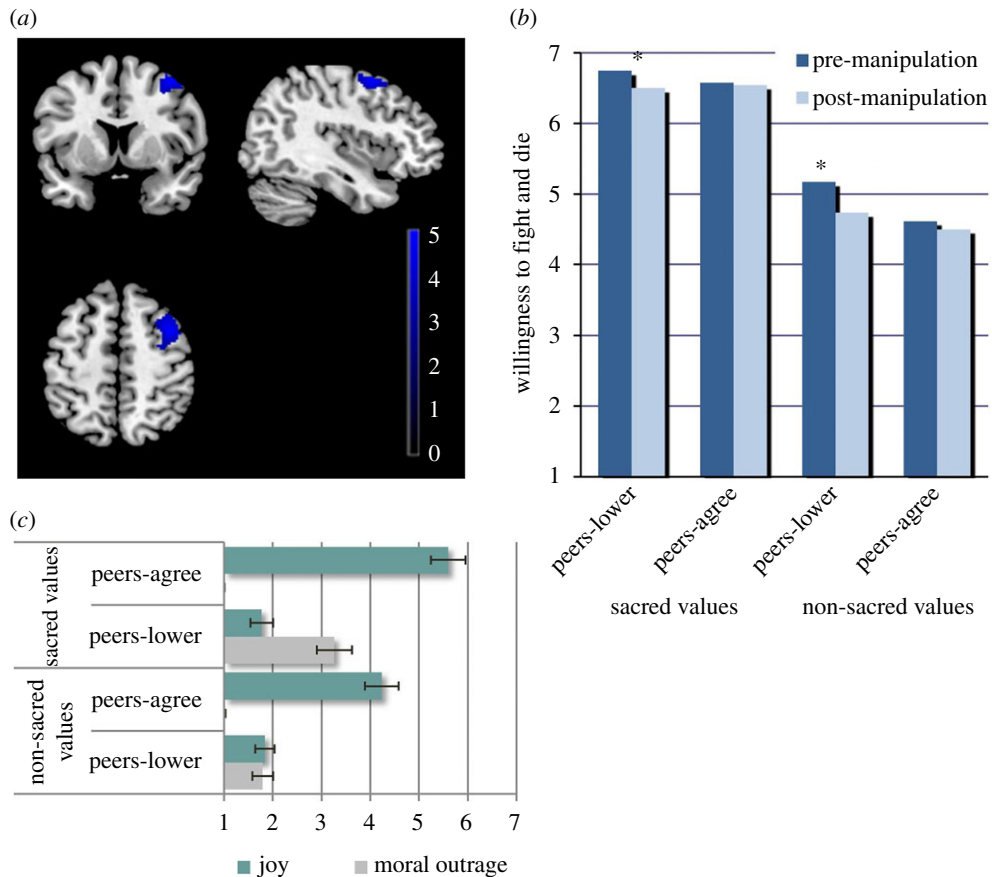 (a)
5
4
3
2
1
0
(b)
willingness to fight and die
7
6
5
4
3
2
1
*
*
pre-manipulation
post-manipulation
peers-lower
peers-agree
peers-lower
peers-agree
sacred values
non-sacred values
(c)
sacred values
peers-agree
peers-lower
non-sacred
values
peers-agree
peers-lower
1 2 3 4 5 6 7
joy
moral outrage